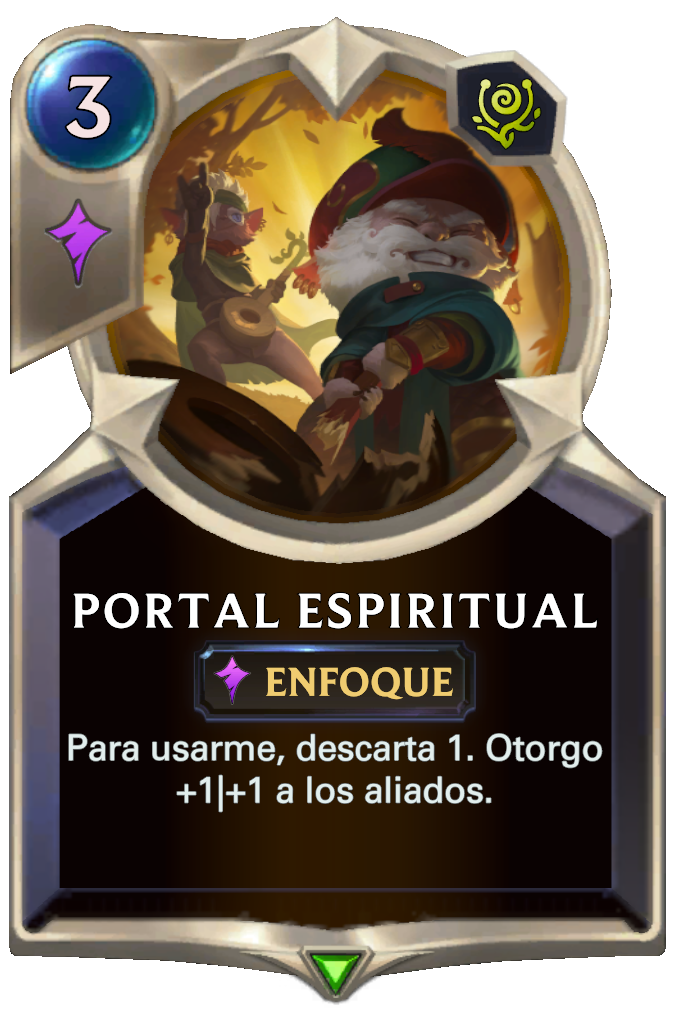 3
PORTAL ESPIRITUAL
ENFOQUE
Para usarme, descarta 1. Otorgo
+1|+1 a los aliados.